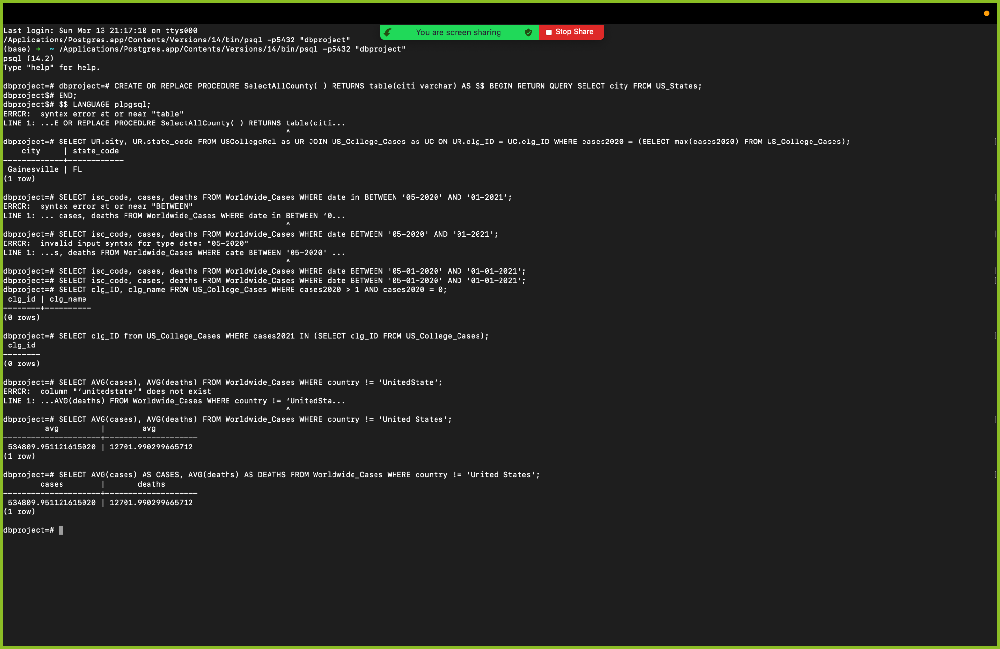 Last login: Sun Mar 13 21:17:10 on ttys000
You are screen sharing
Stop Share
/Applications/Postgres.app/Contents/Versions/14/bin/psql -p5432 "dbproject"
(base) ➜  ~ /Applications/Postgres.app/Contents/Versions/14/bin/psql -p5432 "dbproject"
psql (14.2)
Type "help" for help.
dbproject=# dbproject=# CREATE OR REPLACE PROCEDURE SelectAllCounty( ) RETURNS table(citi varchar) AS $$ BEGIN RETURN QUERY SELECT city FROM US_States;
dbproject$# END;
dbproject$# $$ LANGUAGE plpgsql;
ERROR:  syntax error at or near "table"
LINE 1: ...E OR REPLACE PROCEDURE SelectAllCounty( ) RETURNS table(citi...
^
dbproject=# SELECT UR.city, UR.state_code FROM USCollegeRel as UR JOIN US_College_Cases as UC ON UR.clg_ID = UC.clg_ID WHERE cases2020 = (SELECT max(cases2020) FROM US_College_Cases); ]
    city     | state_code
-------------+------------
 Gainesville | FL
(1 row)
dbproject=# SELECT iso_code, cases, deaths FROM Worldwide_Cases WHERE date in BETWEEN ‘05-2020’ AND ‘01-2021’; ]
ERROR:  syntax error at or near "BETWEEN"
LINE 1: ... cases, deaths FROM Worldwide_Cases WHERE date in BETWEEN ‘0...
^
dbproject=# SELECT iso_code, cases, deaths FROM Worldwide_Cases WHERE date BETWEEN '05-2020' AND '01-2021'; ]
ERROR:  invalid input syntax for type date: "05-2020"
LINE 1: ...s, deaths FROM Worldwide_Cases WHERE date BETWEEN '05-2020' ...
^
dbproject=# SELECT iso_code, cases, deaths FROM Worldwide_Cases WHERE date BETWEEN '05-01-2020' AND '01-01-2021'; ]
dbproject=# SELECT iso_code, cases, deaths FROM Worldwide_Cases WHERE date BETWEEN '05-01-2020' AND '01-01-2021'; ]
dbproject=# SELECT clg_ID, clg_name FROM US_College_Cases WHERE cases2020 > 1 AND cases2020 = 0;
 clg_id | clg_name
--------+----------
(0 rows)
dbproject=# SELECT clg_ID from US_College_Cases WHERE cases2021 IN (SELECT clg_ID FROM US_College_Cases); ]
 clg_id
--------
(0 rows)
dbproject=# SELECT AVG(cases), AVG(deaths) FROM Worldwide_Cases WHERE country != ‘UnitedState’;
ERROR:  column "‘unitedstate’" does not exist
LINE 1: ...AVG(deaths) FROM Worldwide_Cases WHERE country != ‘UnitedSta...
^
dbproject=# SELECT AVG(cases), AVG(deaths) FROM Worldwide_Cases WHERE country != 'United States'; ]
         avg         |        avg
---------------------+--------------------
 534809.951121615020 | 12701.990299665712
(1 row)
dbproject=# SELECT AVG(cases) AS CASES, AVG(deaths) AS DEATHS FROM Worldwide_Cases WHERE country != 'United States'; ]
        cases        |       deaths
---------------------+--------------------
 534809.951121615020 | 12701.990299665712
(1 row)
dbproject=#